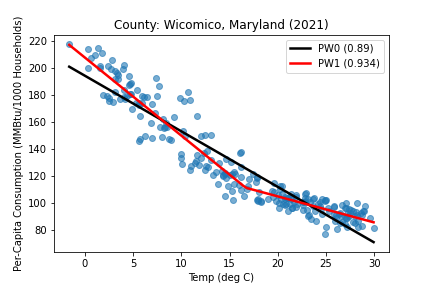 County: Wicomico, Maryland (2021)
PW0 (0.89)
PW1 (0.934)
Per-Capita Consumption (MMBtu/1000 Households)
220
200
180
160
140
120
100
80
0 5 10 15 20 25 30
Temp (deg C)